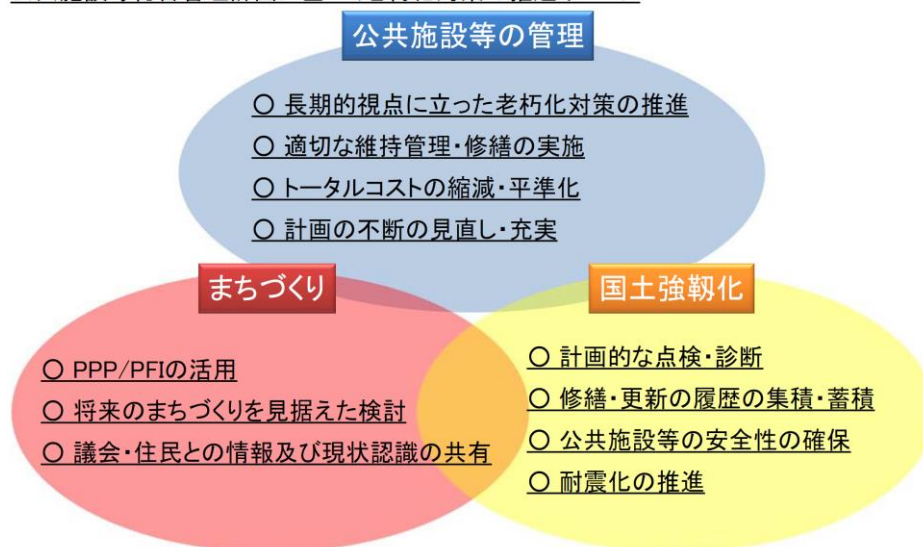 公共施設等の管理
〇 長期的視点に立った老朽化対策の推進
〇 適切な維持管理・修繕の実施
〇 トータルコストの縮減・平準化
〇 計画の不断の見直し・充実
まちづくり
〇 PPP/PFIの活用
〇 将来のまちづくりを見据えた検討
〇 議会・住民との情報及び現状認識の共有
国土強靱化
〇 計画的な点検・診断
〇 修繕・更新の履歴の集積・蓄積
〇 公共施設等の安全性の確保
〇 耐震化の推進